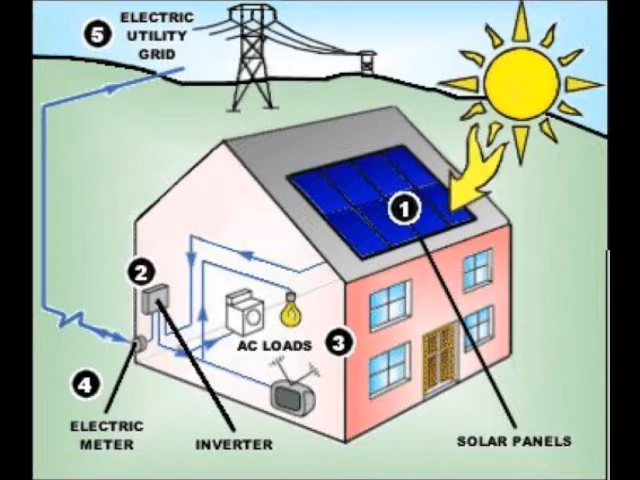 5 ELECTRIC
UTILITY
GRID
1
2
AC LOADS 3
4
ELECTRIC
METER
INVERTER
SOLAR PANELS